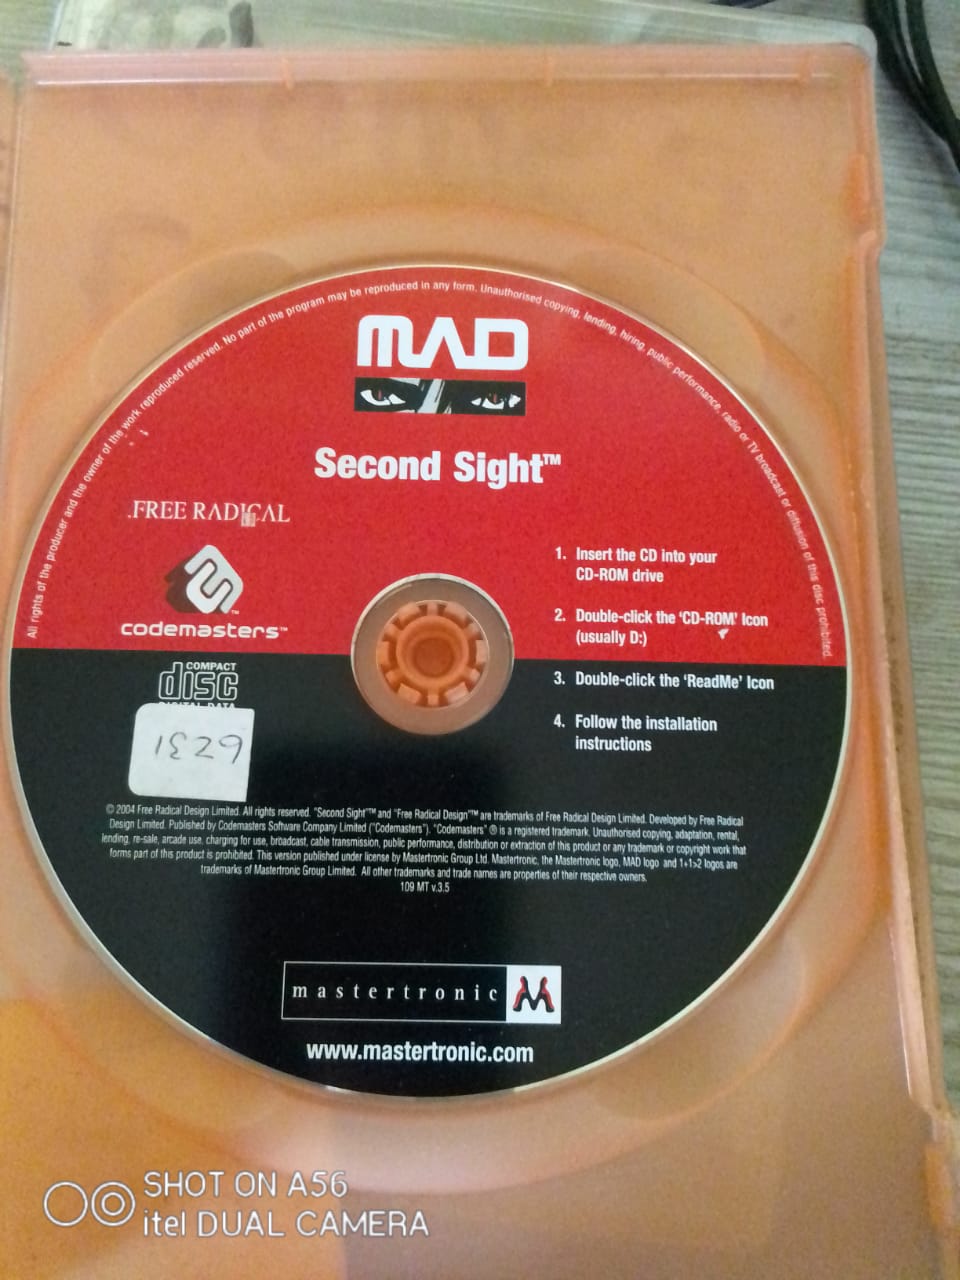 All rights of the producer and the owner of the work reproduced reserved. No part of the program may be reproduced in any form. Unauthorised copying, lending, hiring, public performance, radio or TV broadcast or diffusion of this disc prohibited.
MAD
Second Sight™
.FREE RADICAL
codemasters™
COMPACT
disc
DIGITAL DATA
1. Insert the CD into your
CD-ROM drive
2. Double-click the 'CD-ROM' Icon
(usually D:)
3. Double-click the 'ReadMe' Icon
4. Follow the installation
instructions
6231
© 2004 Free Radical Design Limited. All rights reserved. "Second Sight"™ and "Free Radical Design"™ are trademarks of Free Radical Design Limited. Developed by Free Radical
Design Limited. Published by Codemasters Software Company Limited ("Codemasters"). "Codemasters" ® is a registered trademark. Unauthorised copying, adaptation, rental,
lending, re-sale, arcade use, charging for use, broadcast, cable transmission, public performance, distribution or extraction of this product or any trademark or copyright work that
forms part of this product is prohibited. This version published under license by Mastertronic Group Ltd. Mastertronic, the Mastertronic logo, MAD logo and 1+1>2 logos are
trademarks of Mastertronic Group Limited. All other trademarks and trade names are properties of their respective owners.
109 MT v.3.5
mastertronic
www.mastertronic.com
SHOT ON A56
itel DUAL CAMERA